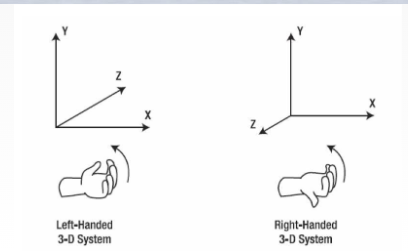 Y
Z
X
Left-Handed
3-D System
Y
X
Z
Right-Handed
3-D System